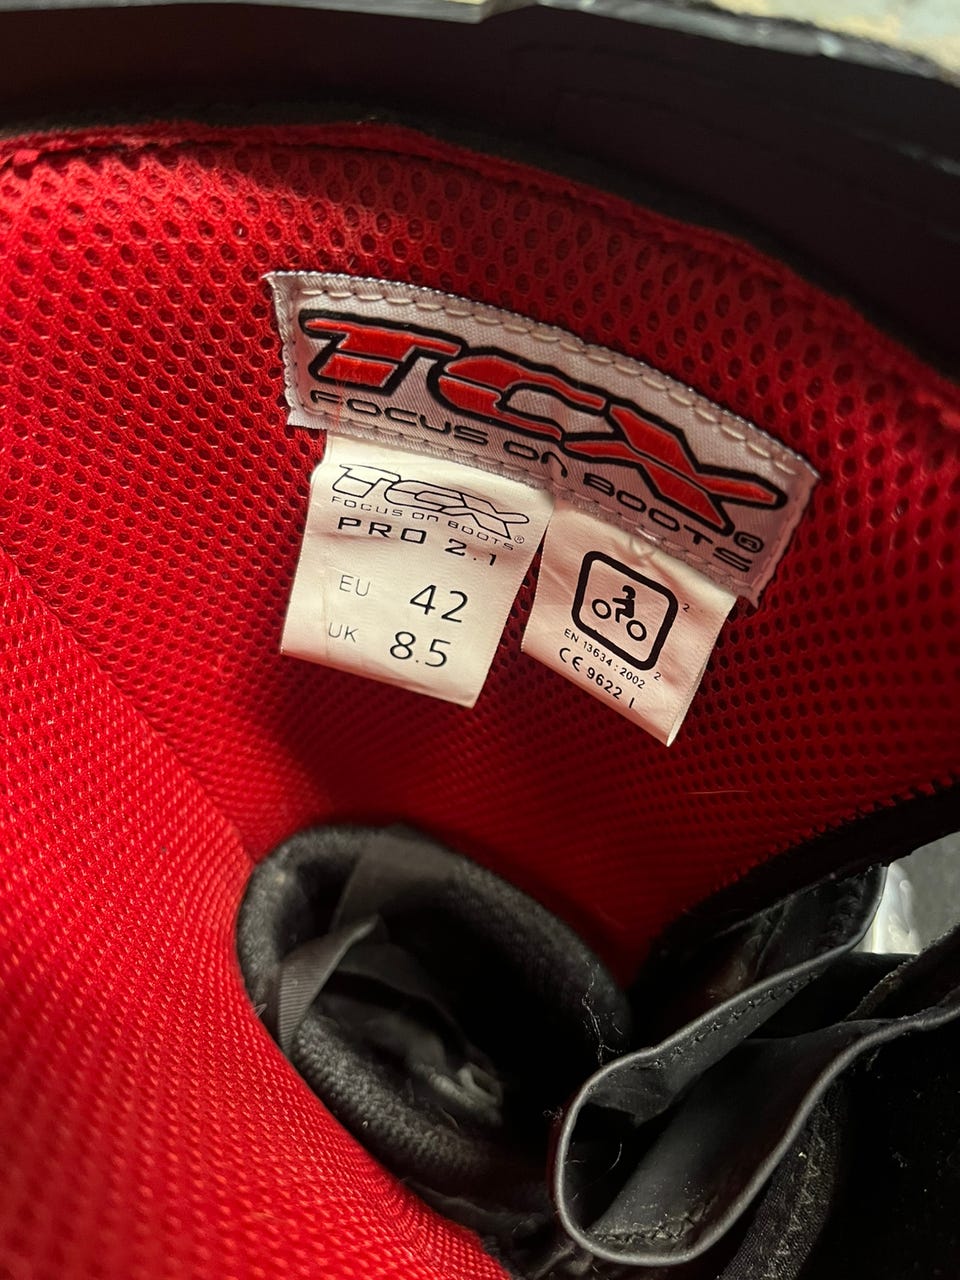 TCX
FOCUS ON BOOTS®
TCX
FOCUS ON BOOTS®
PRO 2.1
EU 42
UK 8.5
2
EN 13634:2002 2
CE 9622 I